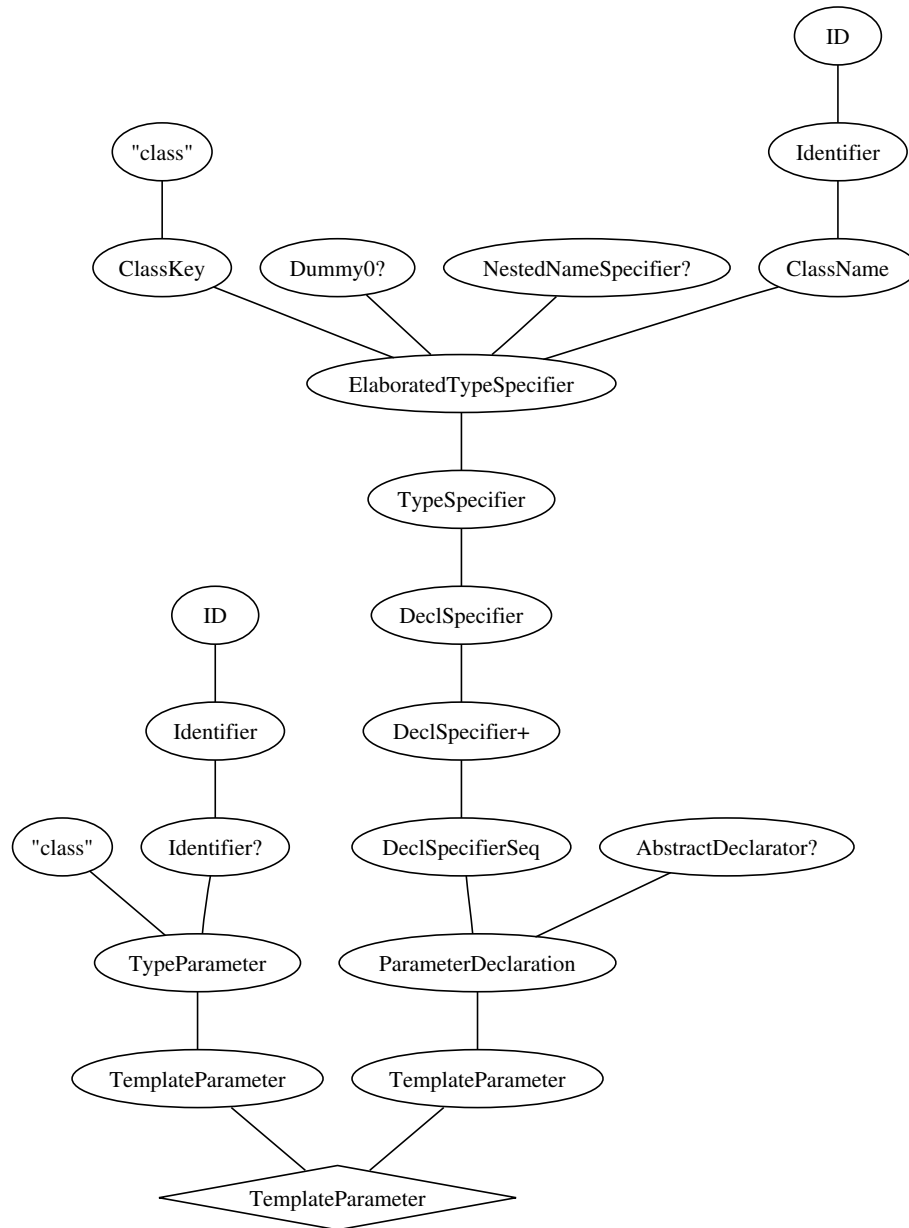 ID
"class"
Identifier
ClassKey
Dummy0?
NestedNameSpecifier?
ClassName
ElaboratedTypeSpecifier
TypeSpecifier
ID
DeclSpecifier
Identifier
DeclSpecifier+
"class"
Identifier?
DeclSpecifierSeq
AbstractDeclarator?
TypeParameter
ParameterDeclaration
TemplateParameter
TemplateParameter
TemplateParameter